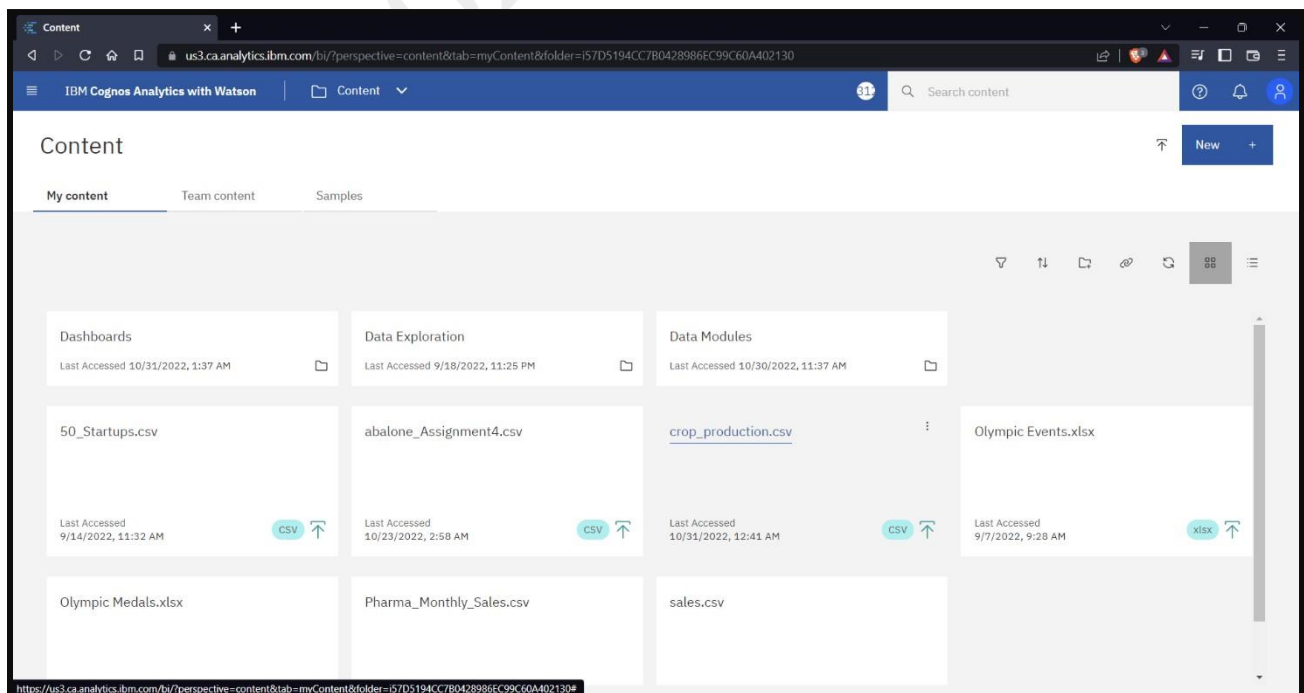 Content
us3.ca.analytics.ibm.com/bi/?perspective=content&tab=myContent&folder=i57D5194CC7B0428986EC99C60A402130
IBM Cognos Analytics with Watson
Content
Search content
Content
New +
My content
Team content
Samples
Dashboards
Last Accessed 10/31/2022, 1:37 AM
Data Exploration
Last Accessed 9/18/2022, 11:25 PM
Data Modules
Last Accessed 10/30/2022, 11:37 AM
50_Startups.csv
Last Accessed
9/14/2022, 11:32 AM
CSV
abalone_Assignment4.csv
Last Accessed
10/23/2022, 2:58 AM
CSV
crop_production.csv
Last Accessed
10/31/2022, 12:41 AM
CSV
Olympic Events.xlsx
Last Accessed
9/7/2022, 9:28 AM
xlsx
Olympic Medals.xlsx
Pharma_Monthly_Sales.csv
sales.csv
https://us3.ca.analytics.ibm.com/bi/?perspective=content&tab=myContent&folder=i57D5194CC7B0428986EC99C60A402130#